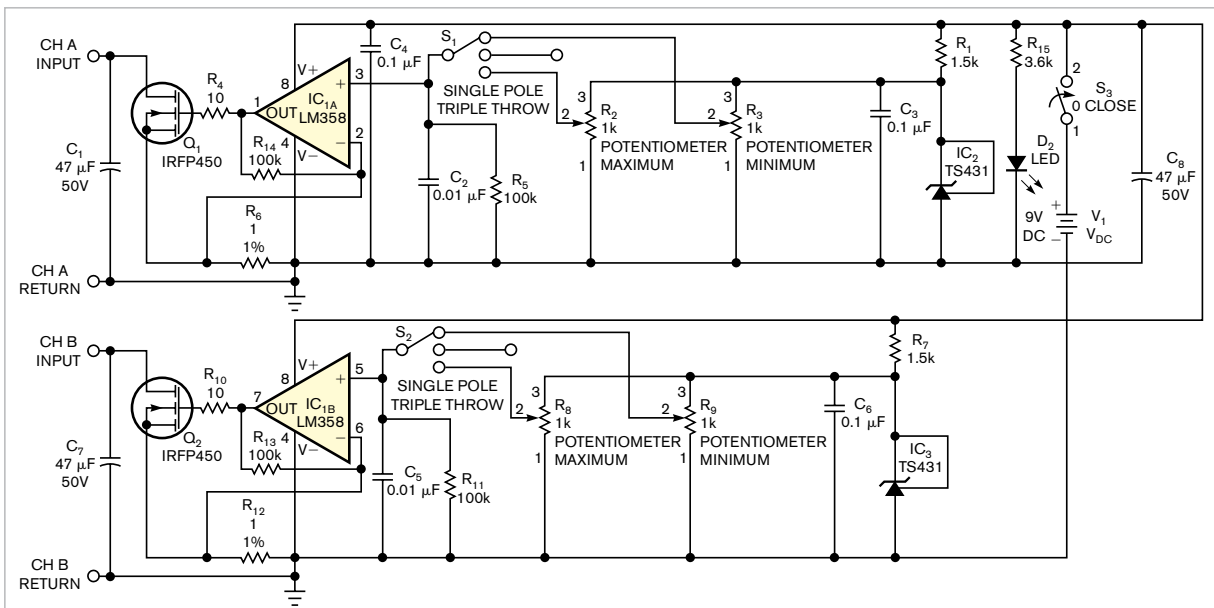 CH A
INPUT
C₁
47 µF
50V
Q₁
IRFP450
R₄
10
1
OUT
8
V+
IC₁A
LM358
3
+
2
−
4
V−
R₁₄
100k
R₆
1
1%
CH A
RETURN
C₄
0.1 µF
S₁
SINGLE POLE
TRIPLE THROW
C₂
0.01 µF
R₅
100k
3
2
1
R₂
1k
POTENTIOMETER
MAXIMUM
3
2
1
R₃
1k
POTENTIOMETER
MINIMUM
C₃
0.1 µF
R₁
1.5k
IC₂
TS431
R₁₅
3.6k
D₂
LED
2
S₃
0 CLOSE
1
9V
DC
+
−
V₁
V_DC
C₈
47 µF
50V
CH B
INPUT
C₇
47 µF
50V
Q₂
IRFP450
R₁₀
10
7
OUT
8
V+
IC₁B
LM358
5
+
6
−
4
V−
R₁₃
100k
R₁₂
1
1%
CH B
RETURN
S₂
SINGLE POLE
TRIPLE THROW
C₅
0.01 µF
R₁₁
100k
3
2
1
R₈
1k
POTENTIOMETER
MAXIMUM
3
2
1
R₉
1k
POTENTIOMETER
MINIMUM
C₆
0.1 µF
R₇
1.5k
IC₃
TS431